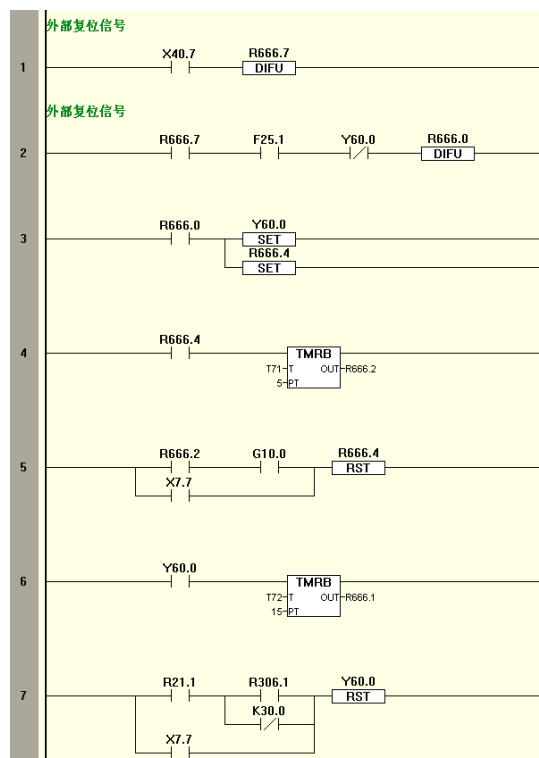 外部复位信号
X40.7 R666.7
1 DIFU
外部复位信号
R666.7 F25.1 Y60.0 R666.0
2 DIFU
R666.0 Y60.0
3 SET
R666.4
SET
R666.4
4 TMRB
T71 T OUT R666.2
5 PT
R666.2 G10.0 R666.4
5 RST
X7.7
Y60.0
6 TMRB
T72 T OUT R666.1
15 PT
R21.1 R306.1 Y60.0
7 RST
K30.0
X7.7